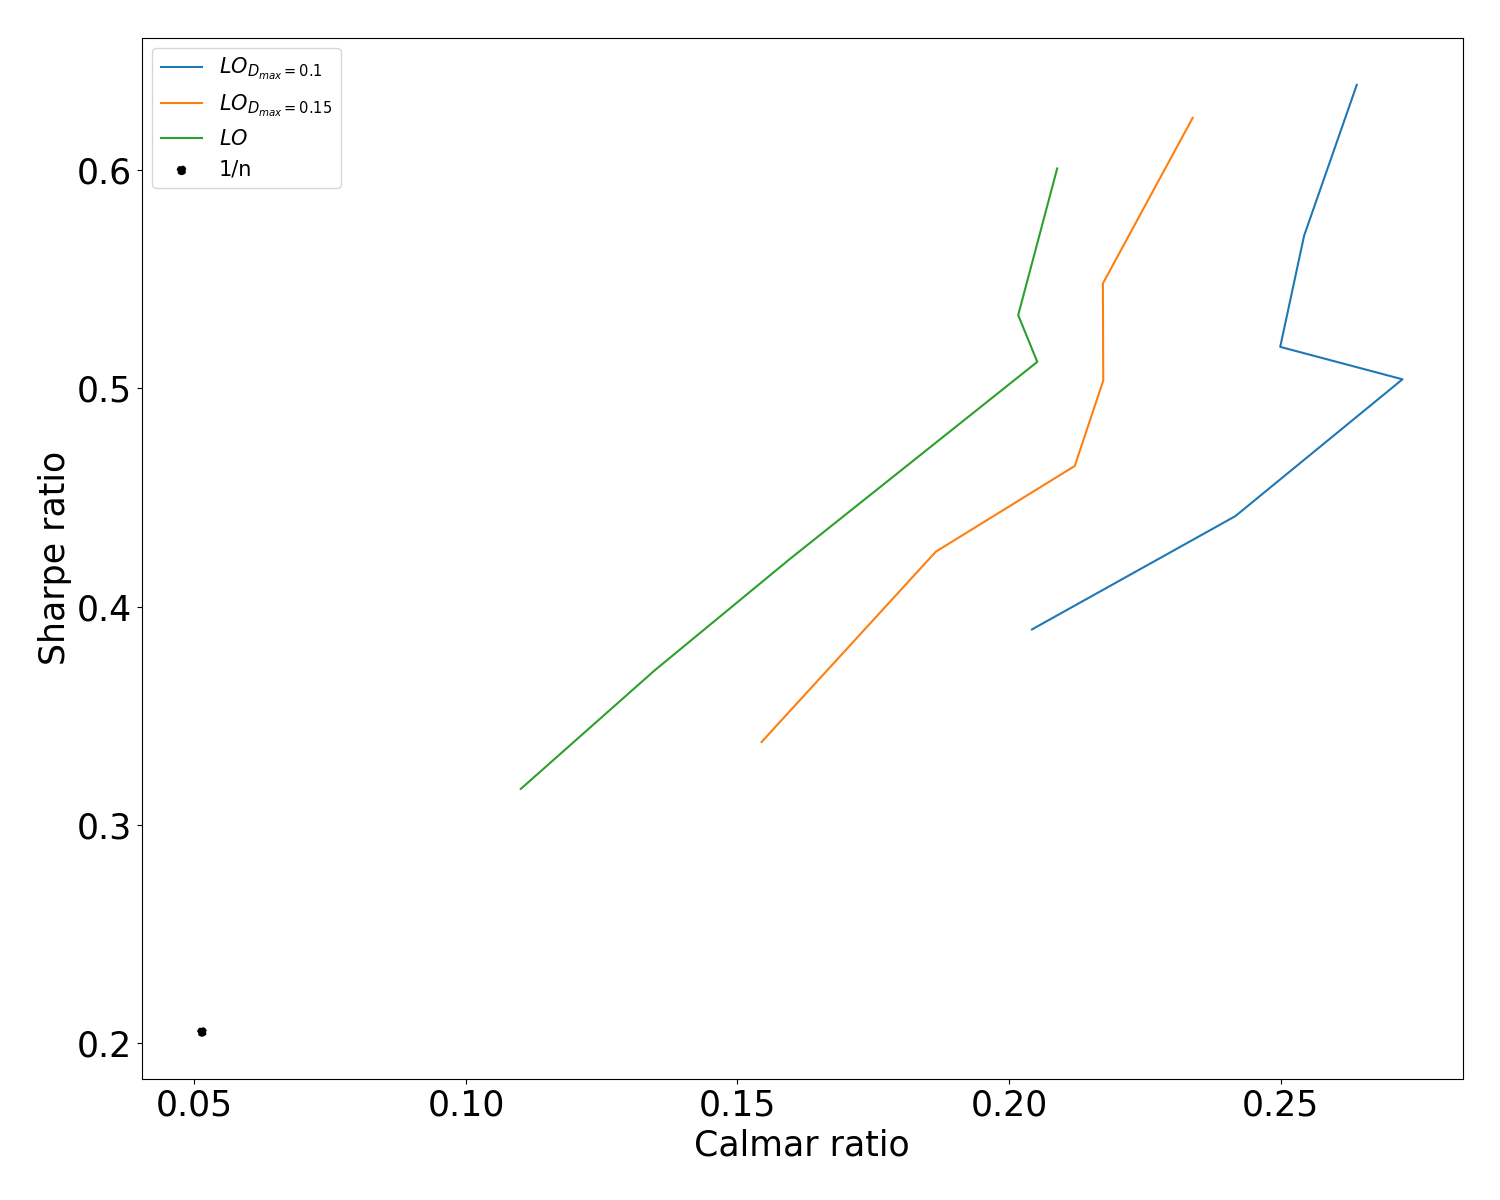 LO_{D_{max}=0.1}
LO_{D_{max}=0.15}
LO
1/n
0.6
0.5
0.4
0.3
0.2
Sharpe ratio
0.05 0.10 0.15 0.20 0.25
Calmar ratio